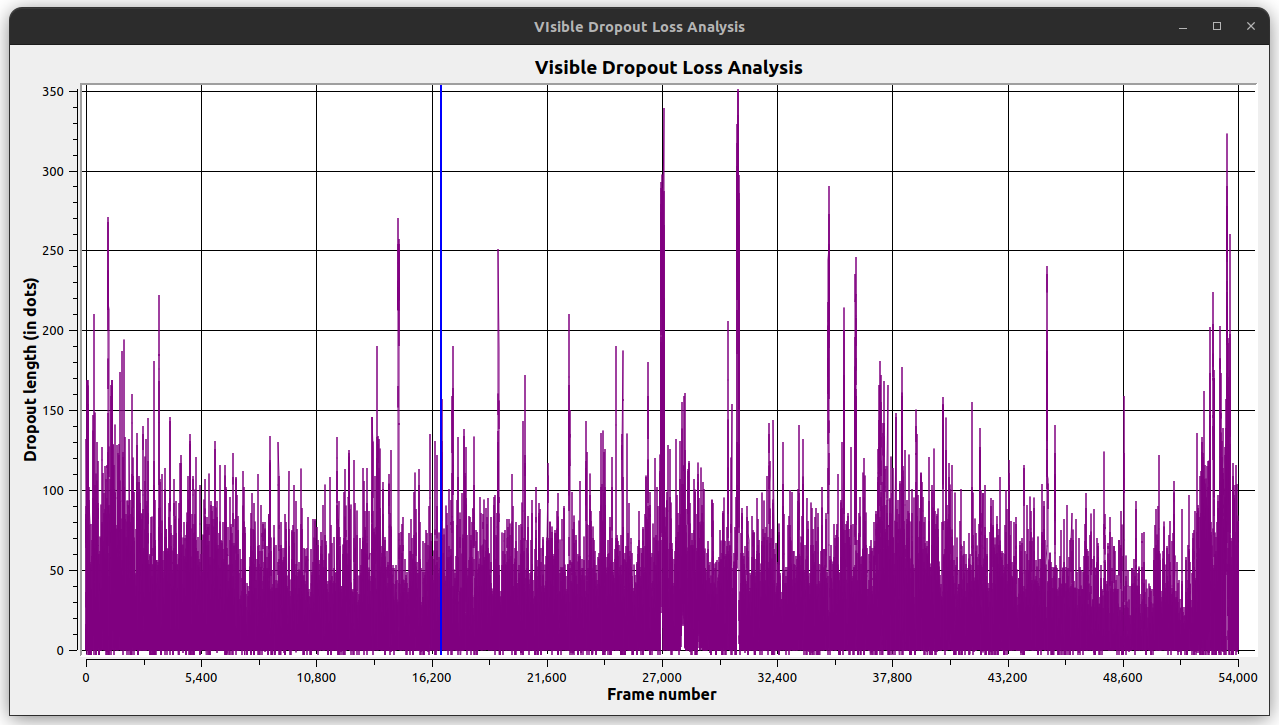 VIsible Dropout Loss Analysis
Visible Dropout Loss Analysis
350
300
250
200
150
100
50
0
Dropout length (in dots)
0 5,400 10,800 16,200 21,600 27,000 32,400 37,800 43,200 48,600 54,000
Frame number